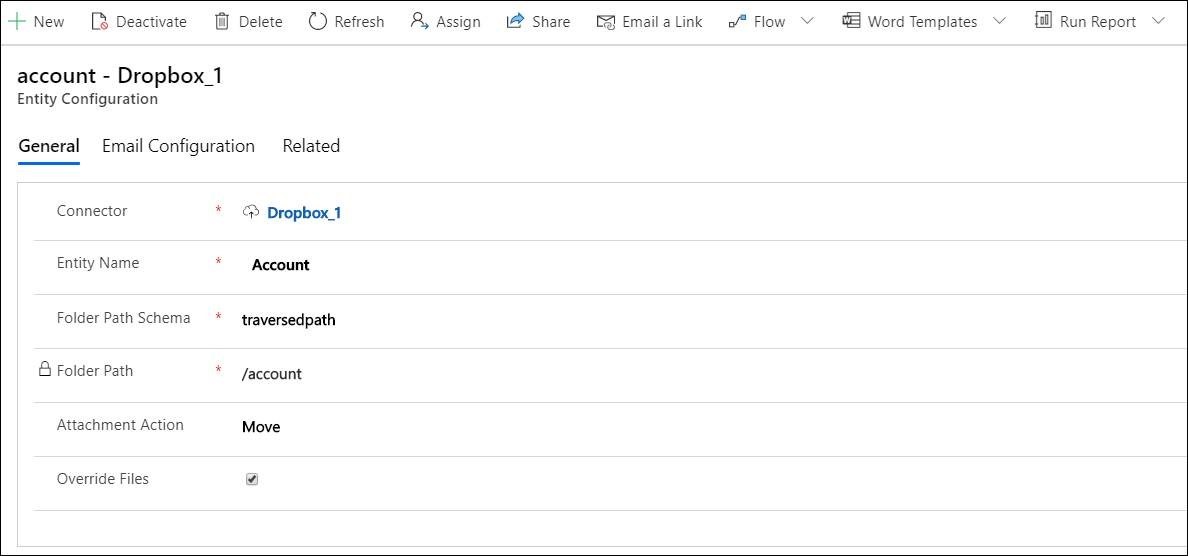 New Deactivate Delete Refresh Assign Share Email a Link Flow Word Templates Run Report
account - Dropbox_1
Entity Configuration
General Email Configuration Related
Connector * Dropbox_1
Entity Name * Account
Folder Path Schema * traversedpath
Folder Path * /account
Attachment Action Move
Override Files